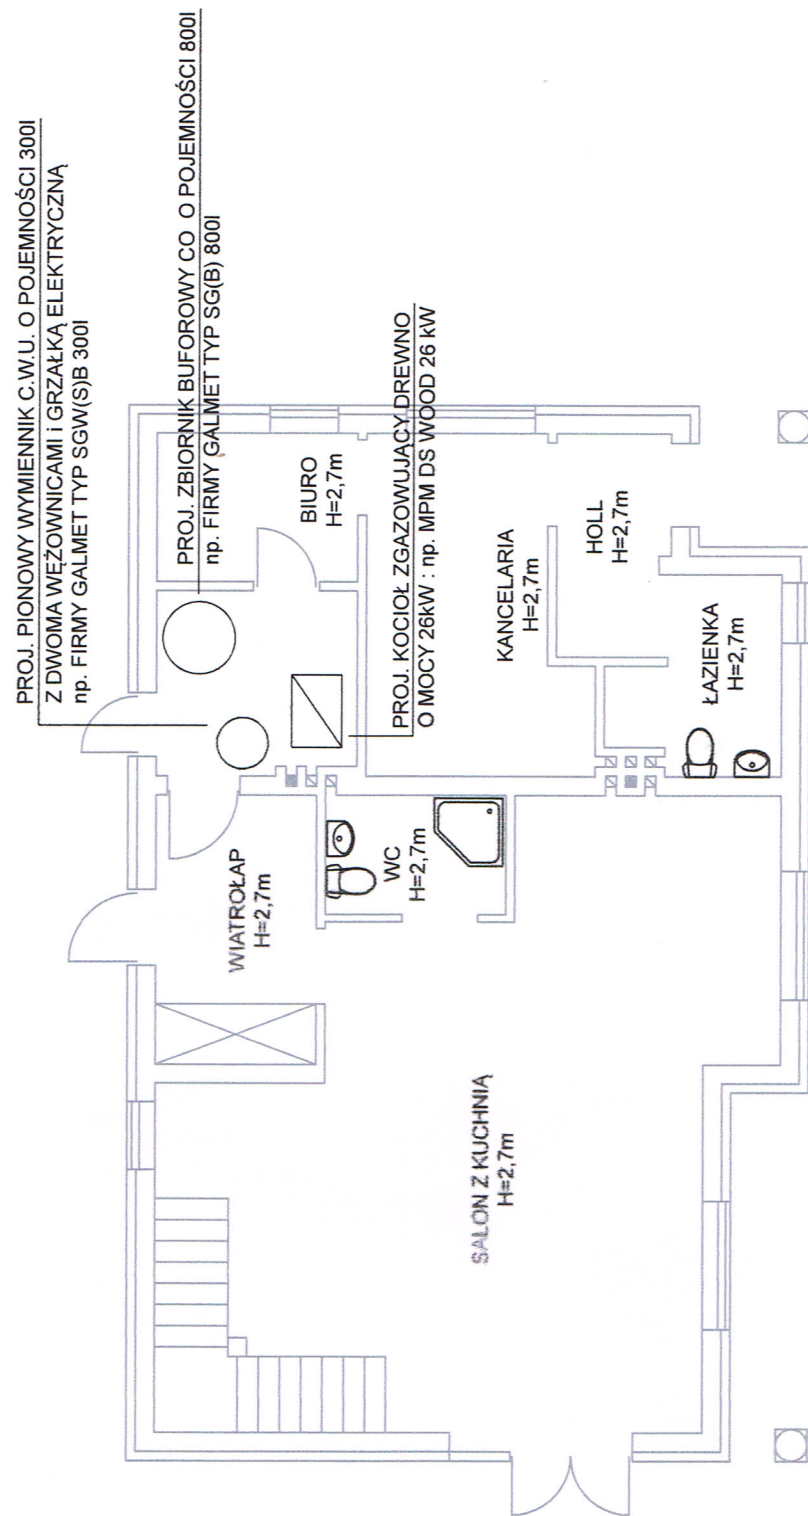 PROJ. PIONOWY WYMIENNIK C.W.U. O POJEMNOŚCI 300l
Z DWOMA WĘŻOWNICAMI i GRZAŁKĄ ELEKTRYCZNĄ
np. FIRMY GALMET TYP SGW(S)B 300l
PROJ. ZBIORNIK BUFOROWY CO O POJEMNOŚCI 800l
np. FIRMY GALMET TYP SG(B) 800l
BIURO
H=2,7m
PROJ. KOCIOŁ ZGAZOWUJĄCY DREWNO
O MOCY 26kW : np. MPM DS WOOD 26 kW
KANCELARIA
H=2,7m
HOLL
H=2,7m
ŁAZIENKA
H=2,7m
WIATROŁAP
H=2,7m
WC
H=2,7m
SALON Z KUCHNIĄ
H=2,7m